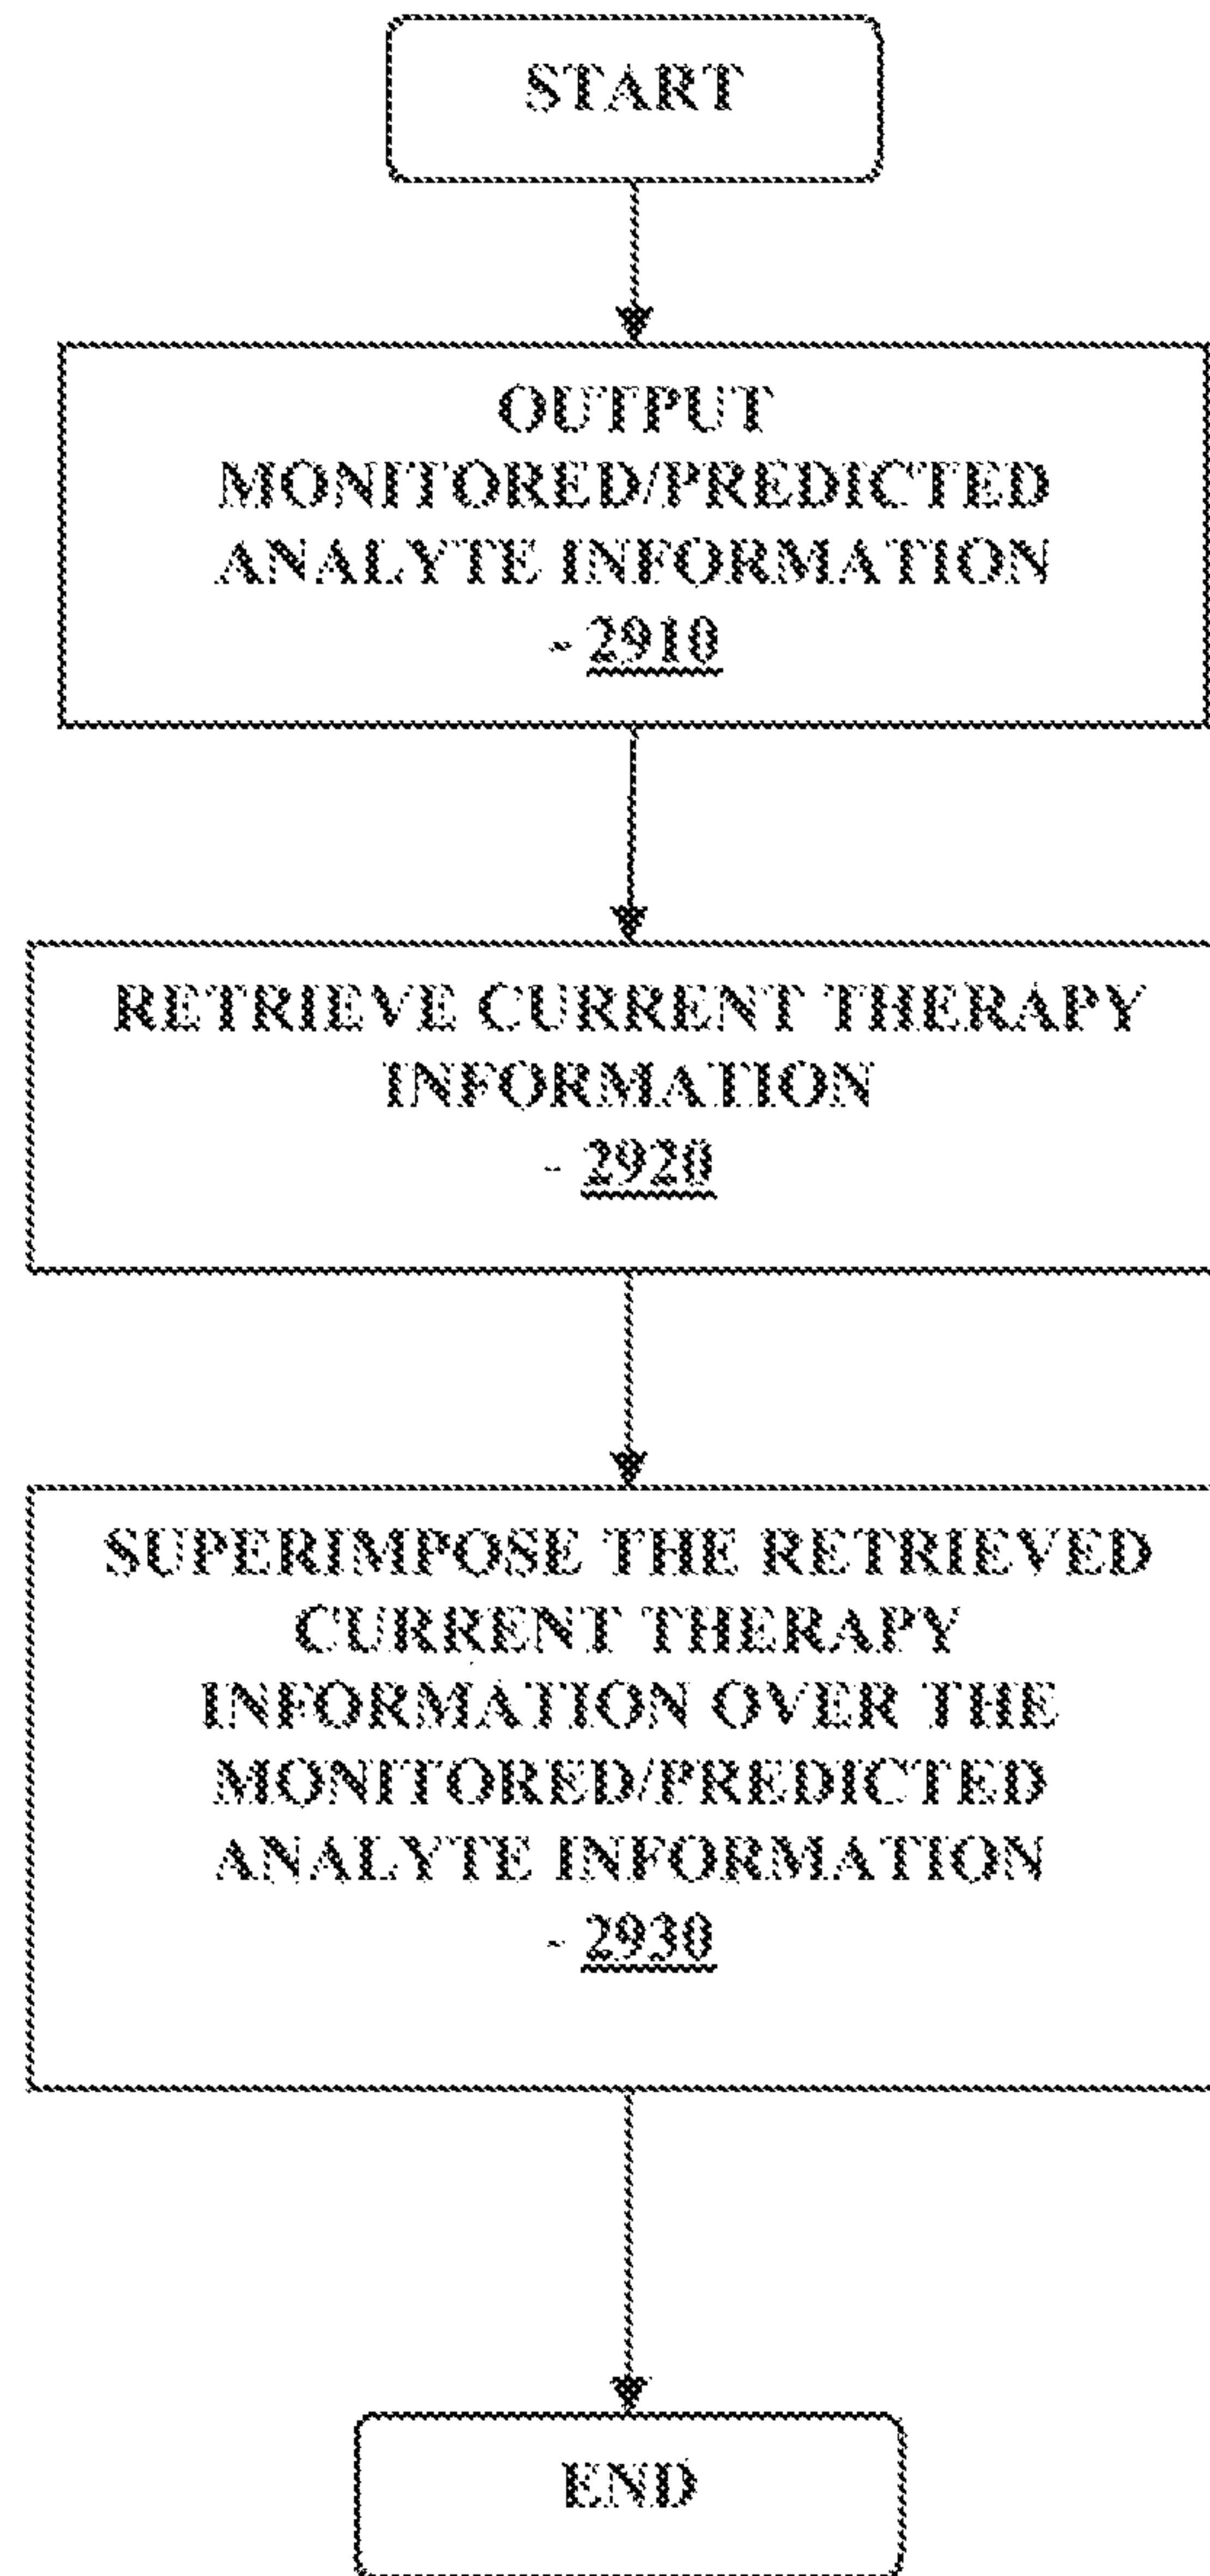 START
OUTPUT
MONITORED/PREDICTED
ANALYTE INFORMATION
- 2910
RETRIEVE CURRENT THERAPY
INFORMATION
- 2920
SUPERIMPOSE THE RETRIEVED
CURRENT THERAPY
INFORMATION OVER THE
MONITORED/PREDICTED
ANALYTE INFORMATION
- 2930
END